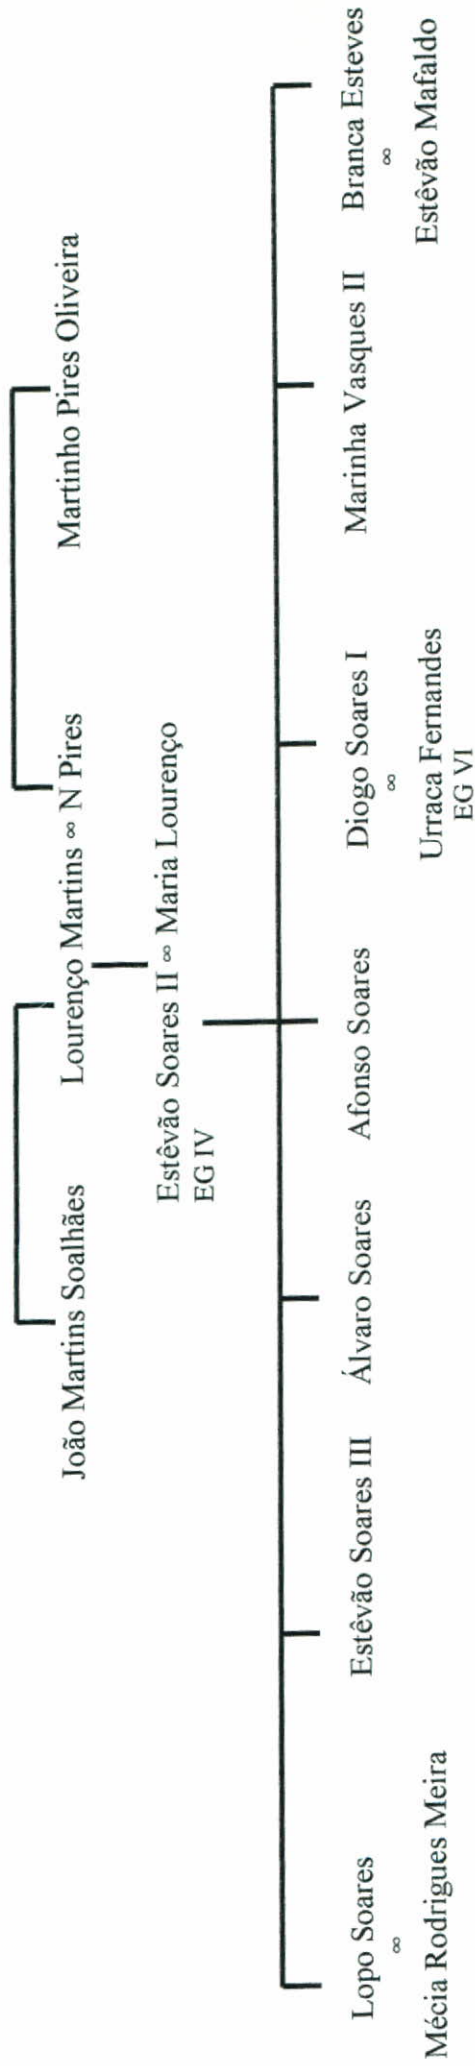 João Martins Soalhães Lourenço Martins ∞ N Pires Martinho Pires Oliveira
Estêvão Soares II ∞ Maria Lourenço
EG IV
Lopo Soares Estêvão Soares III Álvaro Soares Afonso Soares Diogo Soares I Marinha Vasques II Branca Esteves
∞ ∞ ∞
Mécia Rodrigues Meira Urraca Fernandes Estêvão Mafaldo
EG VI